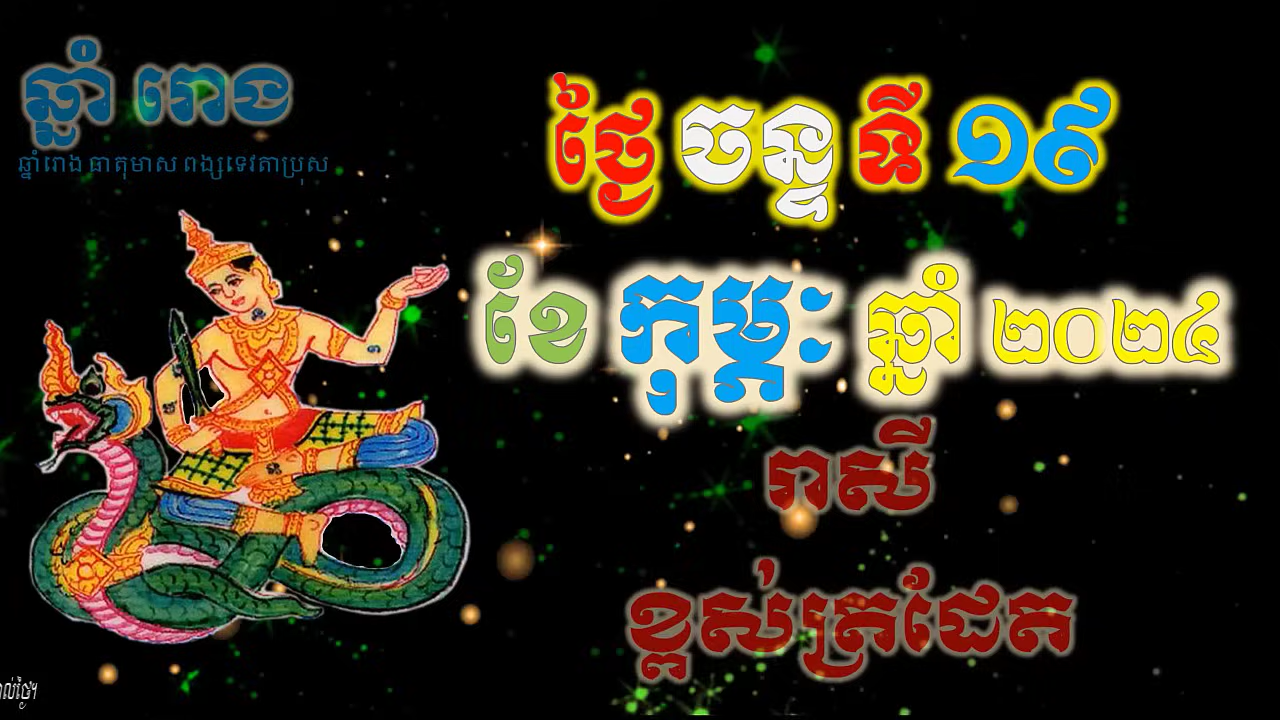 ឆ្នាំ រោង
ឆ្នាំរោង ធាតុមាស ពង្សទេវតាប្រុស
ថ្ងៃ ចន្ទ ទី ១៩
ខែ កុម្ភៈ ឆ្នាំ ២០២៤
រាសី
ខ្ពស់ត្រដែត